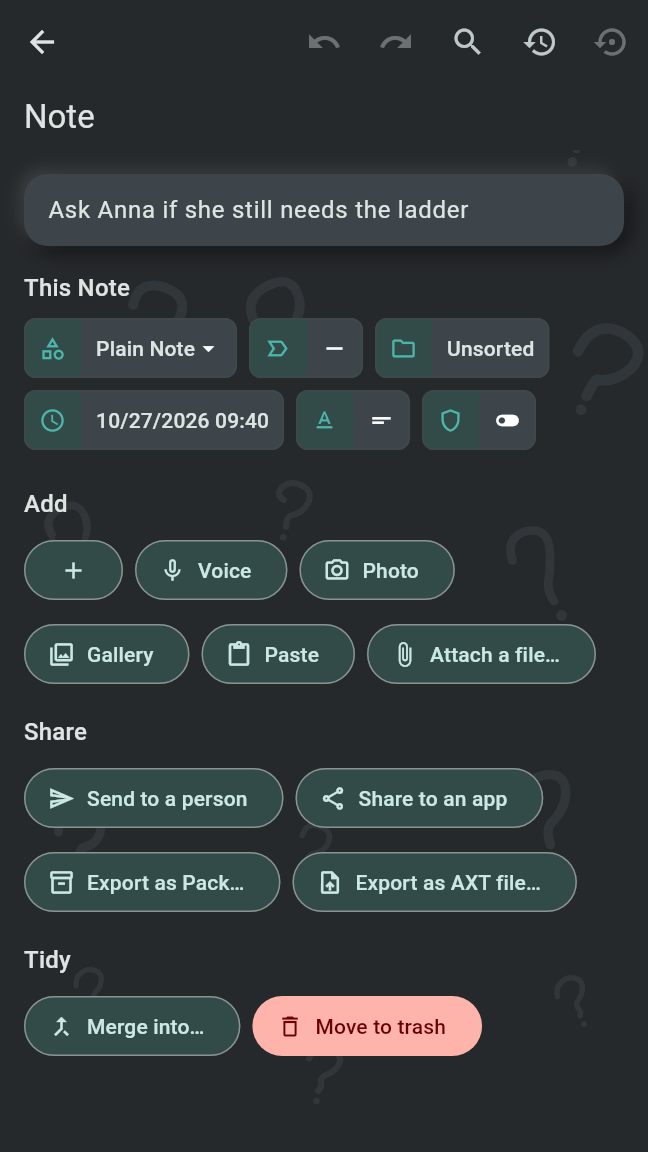 Note
Ask Anna if she still needs the ladder
This Note
Plain Note
Unsorted
10/27/2026 09:40
Add
Voice
Photo
Gallery
Paste
Attach a file…
Share
Send to a person
Share to an app
Export as Pack…
Export as AXT file…
Tidy
Merge into…
Move to trash